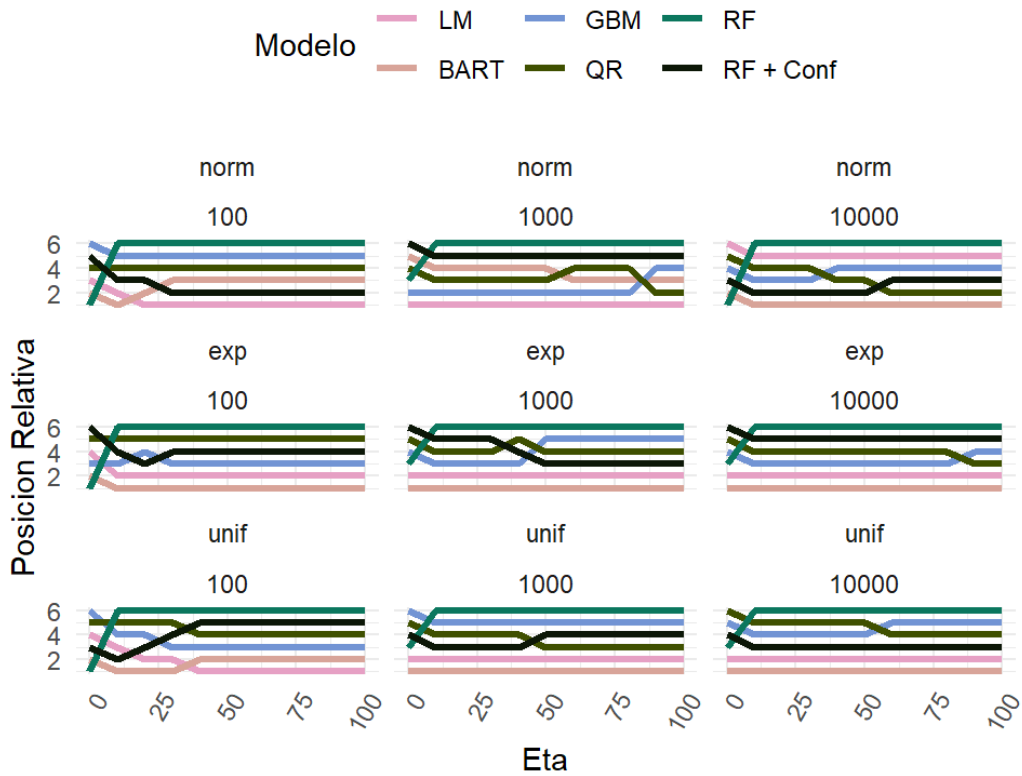 Modelo
LM GBM RF
BART QR RF + Conf
norm norm norm
100 1000 10000
6
4
2
exp exp exp
100 1000 10000
6
4
2
unif unif unif
100 1000 10000
6
4
2
0 25 50 75 100 0 25 50 75 100 0 25 50 75 100
Posicion Relativa
Eta